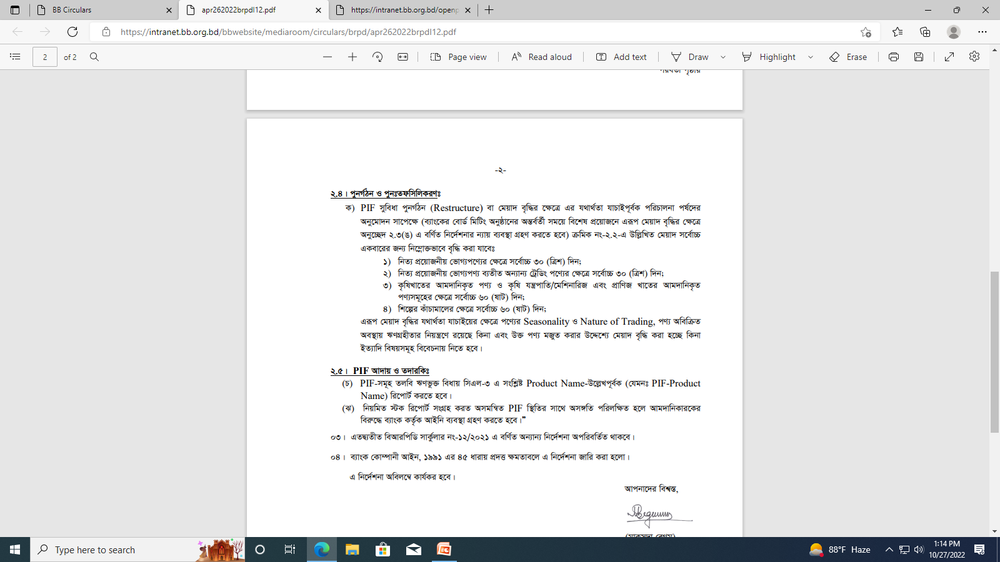 BB Circulars
apr262022brpdl12.pdf
https://intranet.bb.org.bd/openp
https://intranet.bb.org.bd/bbwebsite/mediaroom/circulars/brpd/apr262022brpdl12.pdf
2 of 2 Page view Read aloud Add text Draw Highlight Erase
-২-
২.৪। পুনর্গঠন ও পুনঃতফসিলিকরণঃ
ক) PIF সুবিধা পুনর্গঠন (Restructure) বা মেয়াদ বৃদ্ধির ক্ষেত্রে এর যথার্থতা যাচাইপূর্বক পরিচালনা পর্ষদের
অনুমোদন সাপেক্ষে (ব্যাংকের বোর্ড মিটিং অনুষ্ঠানের অন্তর্বর্তী সময়ে বিশেষ প্রয়োজনে এরূপ মেয়াদ বৃদ্ধির ক্ষেত্রে
অনুচ্ছেদ ২.৩(ঙ) এ বর্ণিত নির্দেশনার ন্যায় ব্যবস্থা গ্রহণ করতে হবে) ক্রমিক নং-২.২-এ উল্লিখিত মেয়াদ সর্বোচ্চ
একবারের জন্য নিম্নোক্তভাবে বৃদ্ধি করা যাবেঃ
১) নিত্য প্রয়োজনীয় ভোগ্যপণ্যের ক্ষেত্রে সর্বোচ্চ ৩০ (ত্রিশ) দিন;
২) নিত্য প্রয়োজনীয় ভোগ্যপণ্য ব্যতীত অন্যান্য ট্রেডিং পণ্যের ক্ষেত্রে সর্বোচ্চ ৩০ (ত্রিশ) দিন;
৩) কৃষিখাতের আমদানিকৃত পণ্য ও কৃষি যন্ত্রপাতি/মেশিনারিজ এবং প্রাণিজ খাতের আমদানিকৃত
পণ্যসমূহের ক্ষেত্রে সর্বোচ্চ ৬০ (ষাট) দিন;
৪) শিল্পের কাঁচামালের ক্ষেত্রে সর্বোচ্চ ৬০ (ষাট) দিন;
এরূপ মেয়াদ বৃদ্ধির যথার্থতা যাচাইয়ের ক্ষেত্রে পণ্যের Seasonality ও Nature of Trading, পণ্য অবিক্রিত
অবস্থায় ঋণগ্রহীতার নিয়ন্ত্রণে রয়েছে কিনা এবং উক্ত পণ্য মজুত করার উদ্দেশ্যে মেয়াদ বৃদ্ধি করা হচ্ছে কিনা
ইত্যাদি বিষয়সমূহ বিবেচনায় নিতে হবে।
২.৫। PIF আদায় ও তদারকিঃ
(চ) PIF-সমূহ তলবি ঋণভুক্ত বিধায় সিএল-৩ এ সংশ্লিষ্ট Product Name-উল্লেখপূর্বক (যেমনঃ PIF-Product
Name) রিপোর্ট করতে হবে।
(ঝ) নিয়মিত স্টক রিপোর্ট সংগ্রহ করত অসমন্বিত PIF স্থিতির সাথে অসঙ্গতি পরিলক্ষিত হলে আমদানিকারকের
বিরুদ্ধে ব্যাংক কর্তৃক আইনি ব্যবস্থা গ্রহণ করতে হবে।”
০৩। এতদ্ব্যতীত বিআরপিডি সার্কুলার নং-১২/২০২১ এ বর্ণিত অন্যান্য নির্দেশনা অপরিবর্তিত থাকবে।
০৪। ব্যাংক কোম্পানী আইন, ১৯৯১ এর ৪৫ ধারায় প্রদত্ত ক্ষমতাবলে এ নির্দেশনা জারি করা হলো।
এ নির্দেশনা অবিলম্বে কার্যকর হবে।
আপনাদের বিশ্বস্ত,
Type here to search
88°F Haze
1:14 PM
10/27/2022